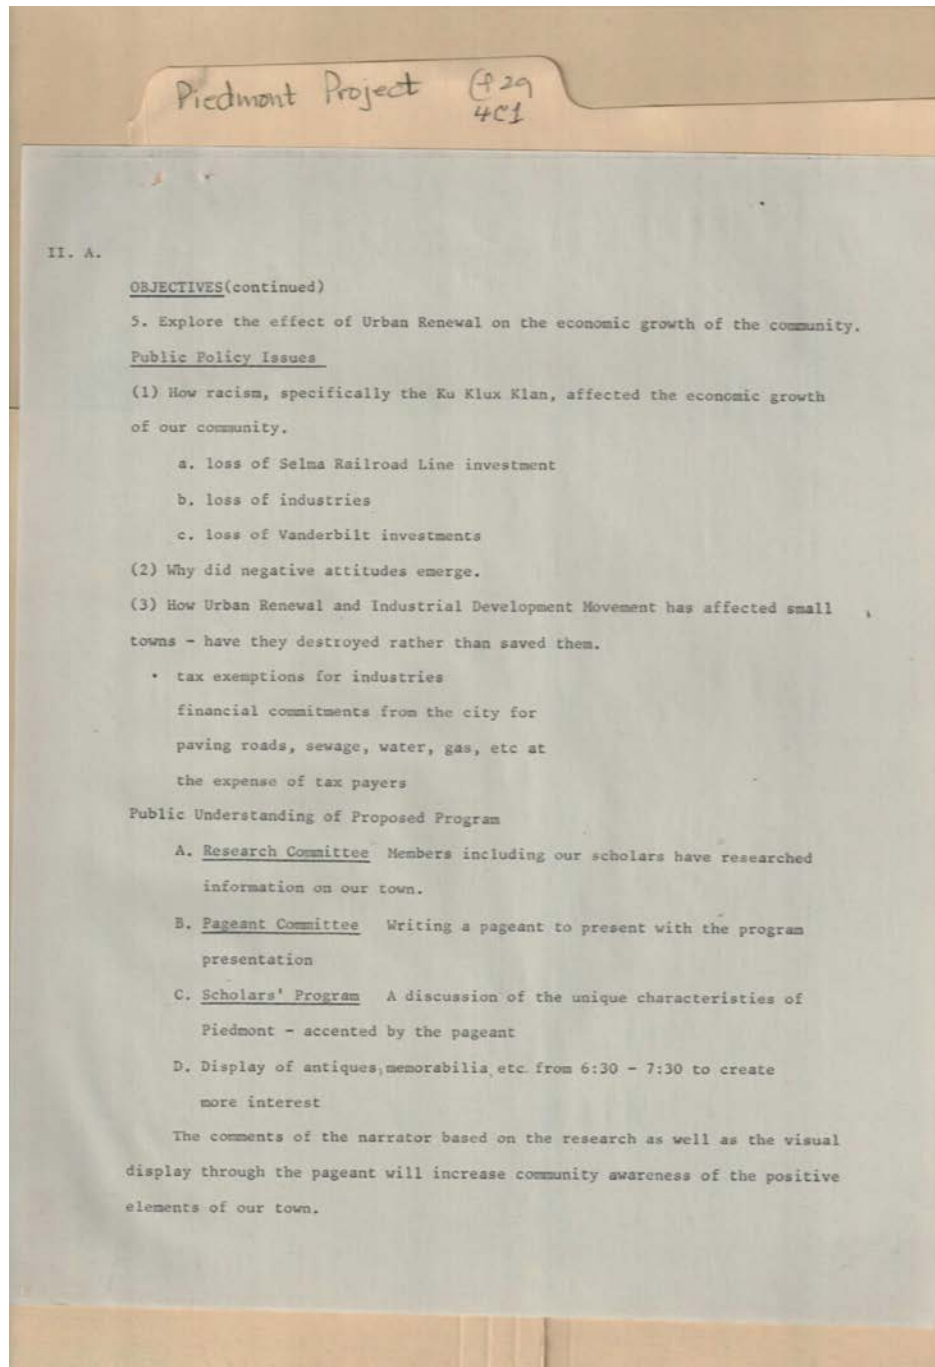 Piedmont Project (f29
4C1
II. A.
OBJECTIVES(continued)
5. Explore the effect of Urban Renewal on the economic growth of the community.
Public Policy Issues
(1) How racism, specifically the Ku Klux Klan, affected the economic growth
of our community.
a. loss of Selma Railroad Line investment
b. loss of industries
c. loss of Vanderbilt investments
(2) Why did negative attitudes emerge.
(3) How Urban Renewal and Industrial Development Movement has affected small
towns - have they destroyed rather than saved them.
• tax exemptions for industries
financial commitments from the city for
paving roads, sewage, water, gas, etc at
the expense of tax payers
Public Understanding of Proposed Program
A. Research Committee Members including our scholars have researched
information on our town.
B. Pageant Committee Writing a pageant to present with the program
presentation
C. Scholars' Program A discussion of the unique characteristics of
Piedmont - accented by the pageant
D. Display of antiques, memorabilia, etc. from 6:30 - 7:30 to create
more interest
The comments of the narrator based on the research as well as the visual
display through the pageant will increase community awareness of the positive
elements of our town.